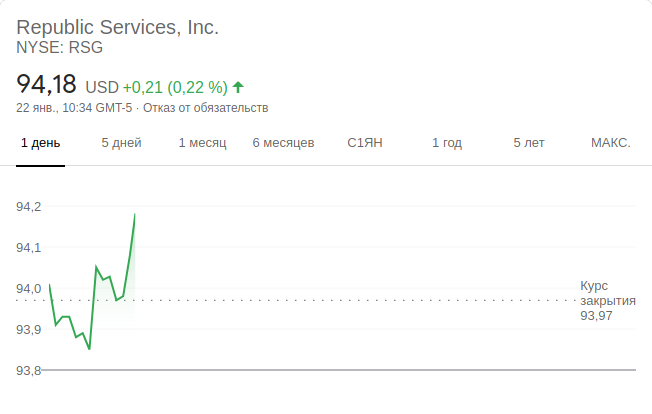 Republic Services, Inc.
NYSE: RSG
94,18 USD +0,21 (0,22 %)
22 янв., 10:34 GMT-5 · Отказ от обязательств
1 день 5 дней 1 месяц 6 месяцев С1ЯН 1 год 5 лет МАКС.
94,2
94,1
94,0
Курс
закрытия
93,97
93,9
93,8